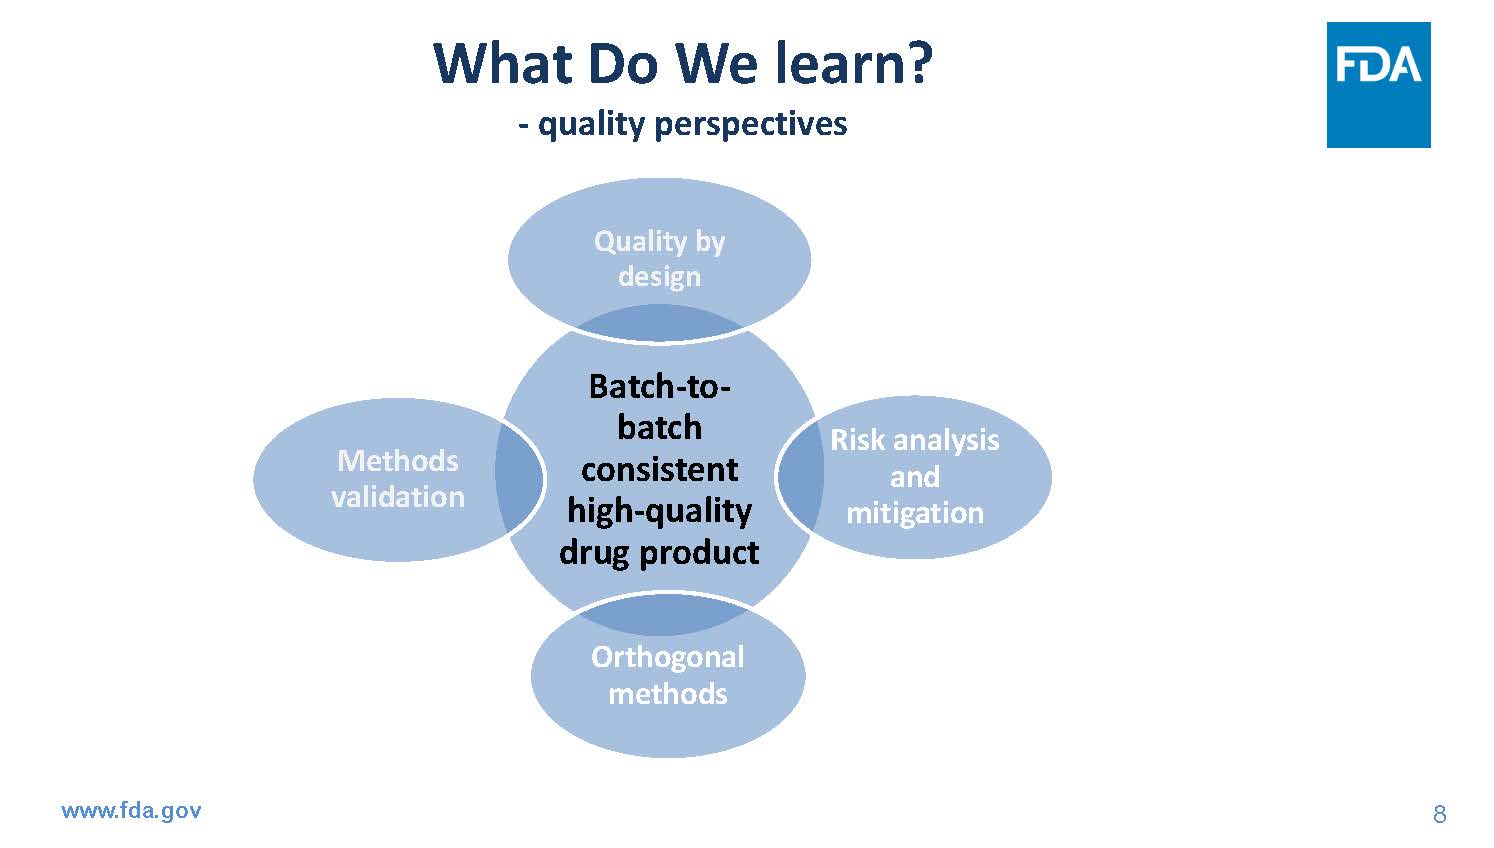 What Do We learn?
- quality perspectives
FDA
Quality by
design
Batch-to-
batch
consistent
high-quality
drug product
Methods
validation
Risk analysis
and
mitigation
Orthogonal
methods
www.fda.gov
8